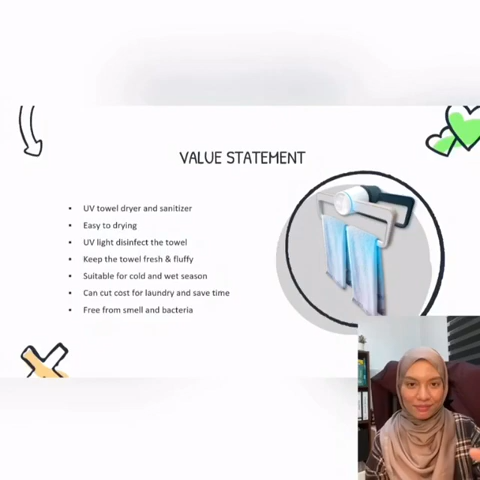 VALUE STATEMENT
• UV towel dryer and sanitizer
• Easy to drying
• UV light disinfect the towel
• Keep the towel fresh & fluffy
• Suitable for cold and wet season
• Can cut cost for laundry and save time
• Free from smell and bacteria